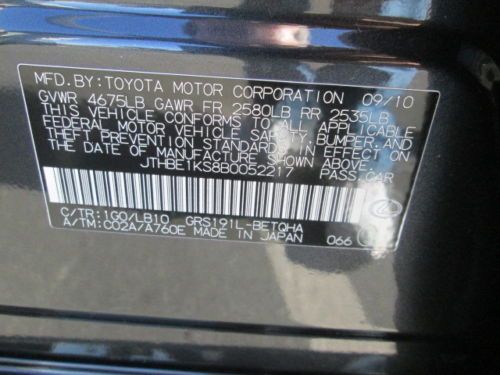 MFD.BY:TOYOTA MOTOR CORPORATION 09/10
GVWR 4675LB GAWR FR 2580LB RR 2535LB
THIS VEHICLE CONFORMS TO ALL APPLICABLE
FEDERAL MOTOR VEHICLE SAFETY, BUMPER, AND
THEFT PREVENTION STANDARDS IN EFFECT ON
THE DATE OF MANUFACTURE SHOWN ABOVE.
JTHBE1KS8B0052217 PASS.CAR
C/TR:1G0/LB10 GRS191L-BETQHA
A/TM:C02A/A760E MADE IN JAPAN 066